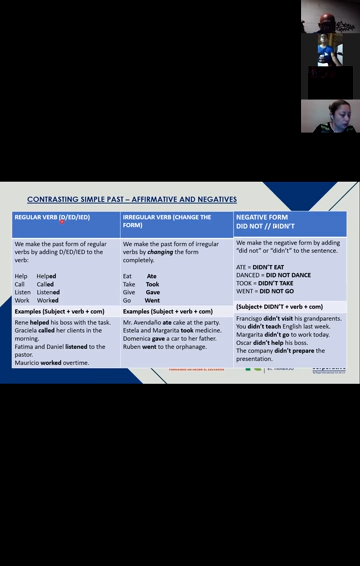 CONTRASTING SIMPLE PAST – AFFIRMATIVE AND NEGATIVES
REGULAR VERB (D/ED/IED)
We make the past form of regular
verbs by adding D/ED/IED to the
verb:
Help Helped
Call Called
Listen Listened
Work Worked
Examples (Subject + verb + com)
Rene helped his boss with the task.
Graciela called her clients in the
morning.
Fatima and Daniel listened to the
pastor.
Mauricio worked overtime.
IRREGULAR VERB (CHANGE THE
FORM)
We make the past form of irregular
verbs by changing the form
completely.
Eat Ate
Take Took
Give Gave
Go Went
Examples (Subject + verb + com)
Mr. Avendaño ate cake at the party.
Estela and Margarita took medicine.
Domenica gave a car to her father.
Ruben went to the orphanage.
NEGATIVE FORM
DID NOT // DIDN'T
We make the negative form by adding
"did not" or "didn't" to the sentence.
ATE = DIDN'T EAT
DANCED = DID NOT DANCE
TOOK = DIDN'T TAKE
WENT = DID NOT GO
(Subject+ DIDN'T + verb + com)
Francisco didn't visit his grandparents.
You didn't teach English last week.
Margarita didn't go to work today.
Oscar didn't help his boss.
The company didn't prepare the
presentation.